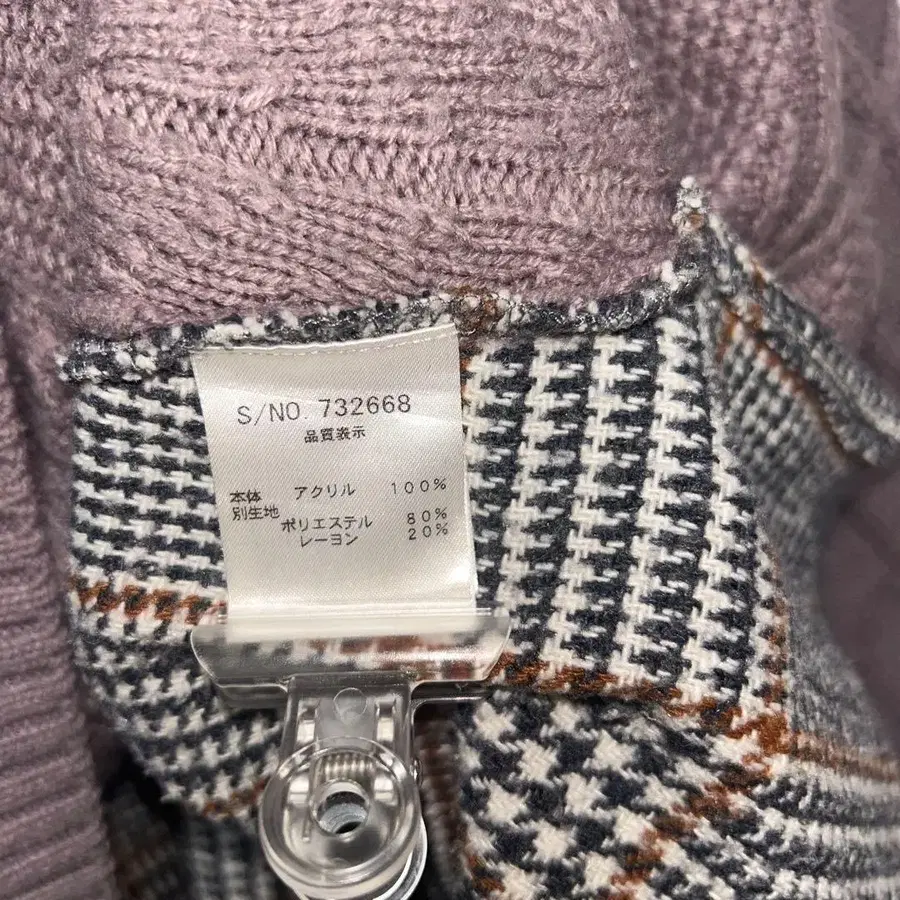 S/NO. 732668
品質表示
本体 アクリル 100%
別生地
ポリエステル 80%
レーヨン 20%